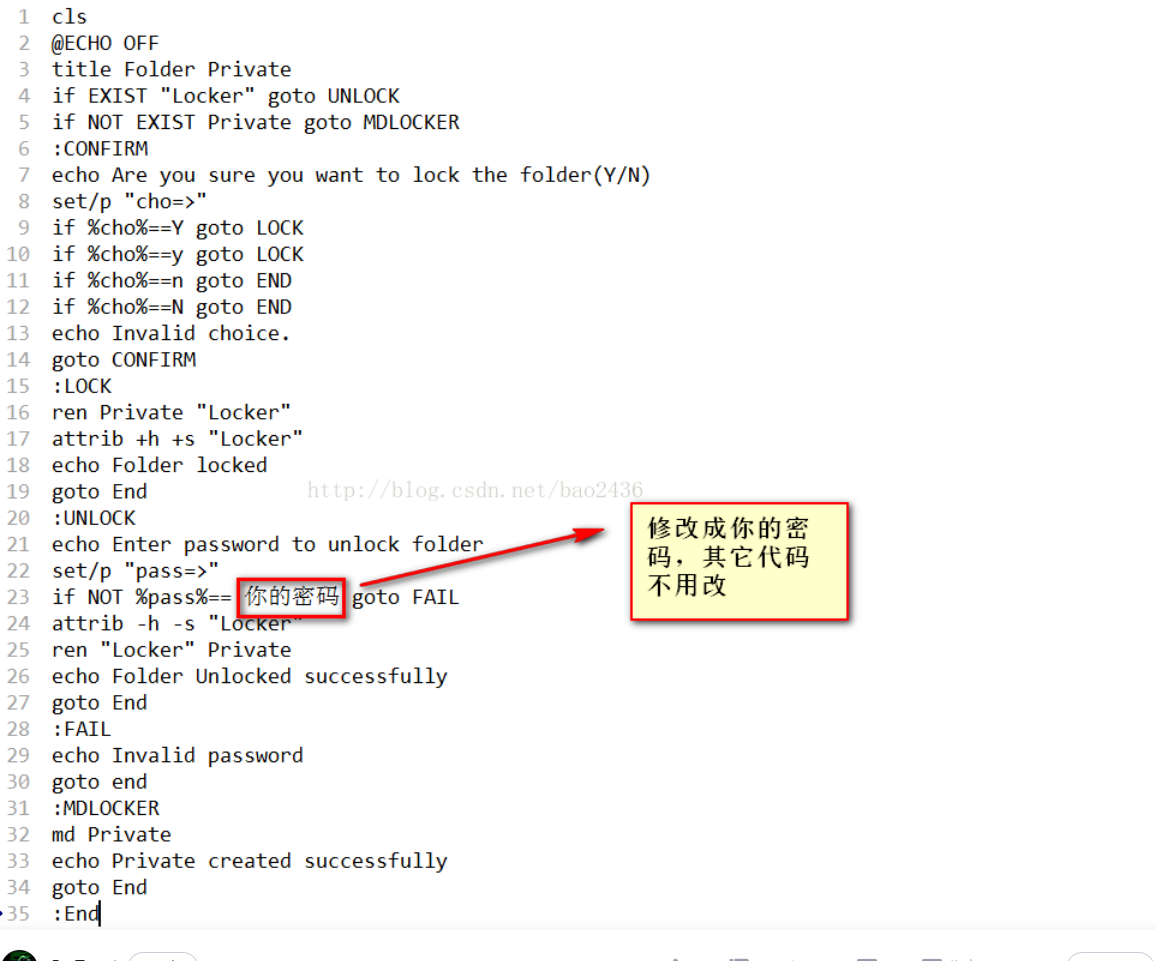 1 cls
2 @ECHO OFF
3 title Folder Private
4 if EXIST "Locker" goto UNLOCK
5 if NOT EXIST Private goto MDLOCKER
6 :CONFIRM
7 echo Are you sure you want to lock the folder(Y/N)
8 set/p "cho=>"
9 if %cho%==Y goto LOCK
10 if %cho%==y goto LOCK
11 if %cho%==n goto END
12 if %cho%==N goto END
13 echo Invalid choice.
14 goto CONFIRM
15 :LOCK
16 ren Private "Locker"
17 attrib +h +s "Locker"
18 echo Folder locked
19 goto End
http://blog.csdn.net/bao2436
20 :UNLOCK
21 echo Enter password to unlock folder
22 set/p "pass=>"
23 if NOT %pass%== 你的密码 goto FAIL
修改成你的密
码，其它代码
不用改
24 attrib -h -s "Locker"
25 ren "Locker" Private
26 echo Folder Unlocked successfully
27 goto End
28 :FAIL
29 echo Invalid password
30 goto end
31 :MDLOCKER
32 md Private
33 echo Private created successfully
34 goto End
35 :End